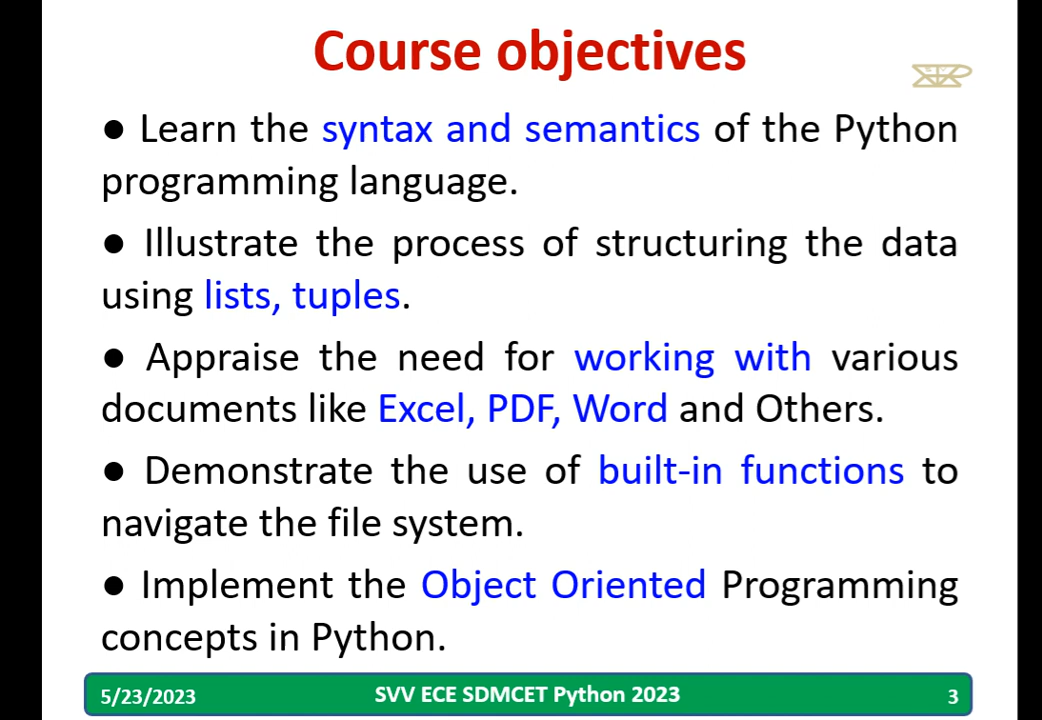 Course objectives
● Learn the syntax and semantics of the Python
programming language.
● Illustrate the process of structuring the data
using lists, tuples.
● Appraise the need for working with various
documents like Excel, PDF, Word and Others.
● Demonstrate the use of built-in functions to
navigate the file system.
● Implement the Object Oriented Programming
concepts in Python.
5/23/2023 SVV ECE SDMCET Python 2023 3